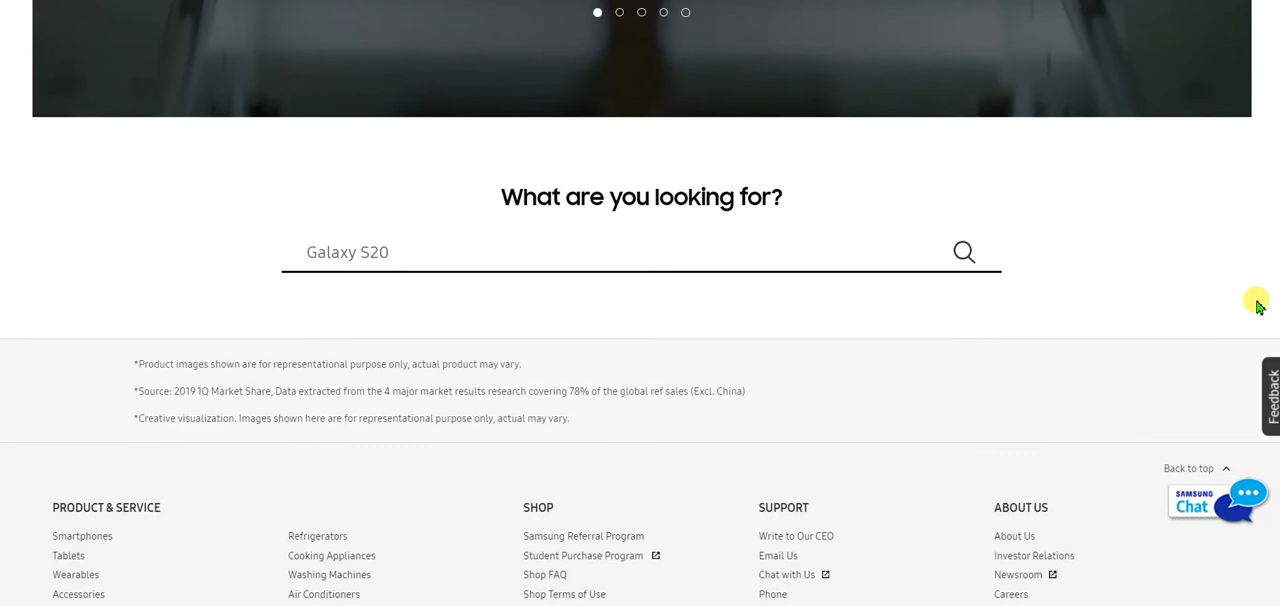 What are you looking for?
Galaxy S20
*Product images shown are for representational purpose only, actual product may vary.
*Source: 2019 1Q Market Share, Data extracted from the 4 major market results research covering 78% of the global ref sales (Excl. China)
*Creative visualization. Images shown here are for representational purpose only, actual may vary.
Feedback
Back to top
SAMSUNG
Chat
PRODUCT & SERVICE
Smartphones
Tablets
Wearables
Accessories
Refrigerators
Cooking Appliances
Washing Machines
Air Conditioners
SHOP
Samsung Referral Program
Student Purchase Program
Shop FAQ
Shop Terms of Use
SUPPORT
Write to Our CEO
Email Us
Chat with Us
Phone
ABOUT US
About Us
Investor Relations
Newsroom
Careers